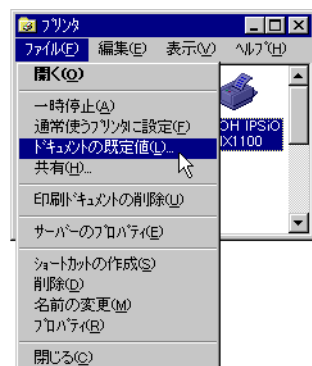 プリンタ
ファイル(F) 編集(E) 表示(V) ヘルプ(H)
開く(O)
一時停止(A)
通常使うプリンタに設定(F)
ドキュメントの既定値(L)...
共有(H)...
印刷ドキュメントの削除(U)
サーバーのプロパティ(E)
ショートカットの作成(S)
削除(D)
名前の変更(M)
プロパティ(R)
閉じる(C)
OH IPSiO
X1100